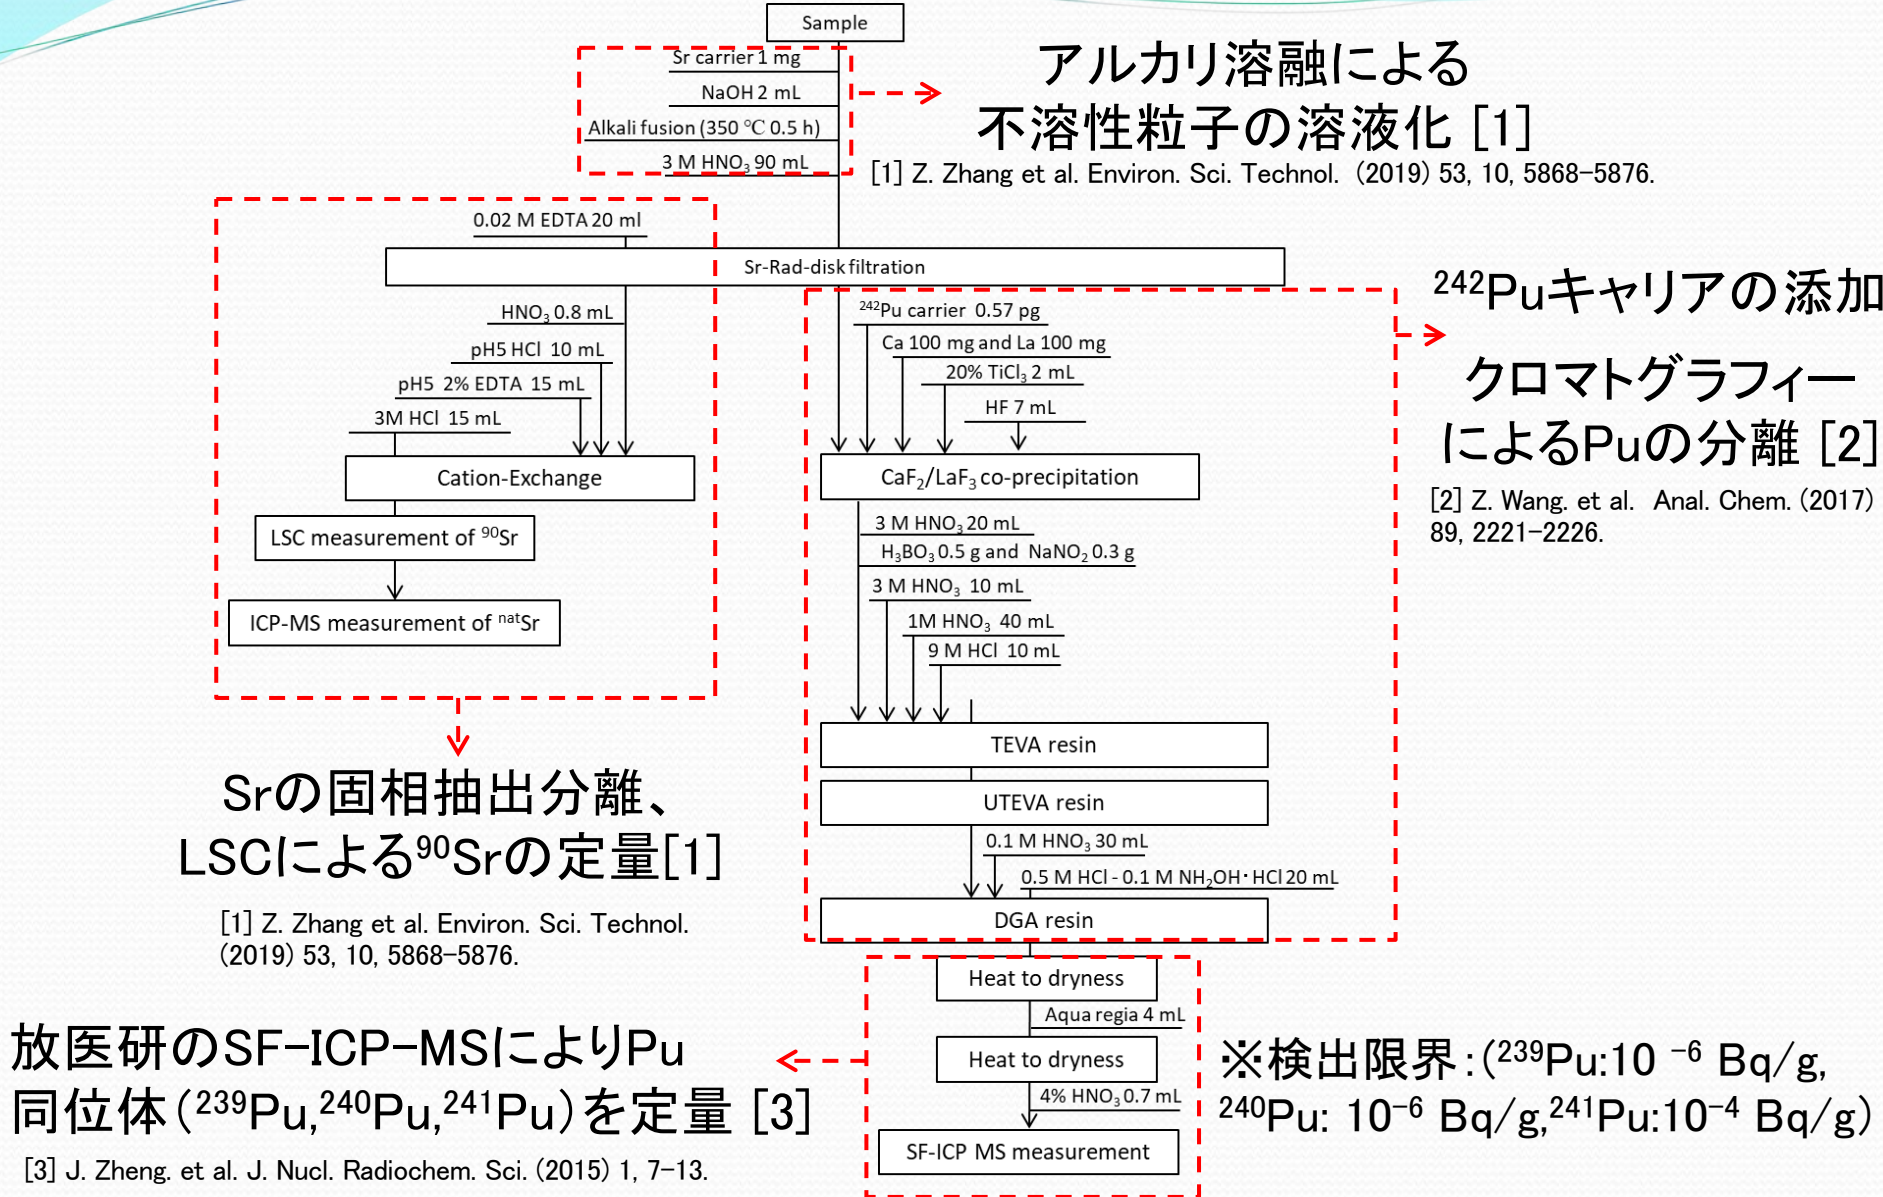 Sample
Sr carrier 1 mg
NaOH 2 mL
Alkali fusion (350 ℃ 0.5 h)
3 M HNO₃ 90 mL
アルカリ溶融による
不溶性粒子の溶液化 [1]
[1] Z. Zhang et al. Environ. Sci. Technol. (2019) 53, 10, 5868-5876.
0.02 M EDTA 20 ml
Sr-Rad-disk filtration
HNO₃ 0.8 mL
pH5 HCl 10 mL
pH5 2% EDTA 15 mL
3M HCl 15 mL
Cation-Exchange
LSC measurement of ⁹⁰Sr
ICP-MS measurement of ⁿᵃᵗSr
Srの固相抽出分離、
LSCによる⁹⁰Srの定量[1]
[1] Z. Zhang et al. Environ. Sci. Technol.
(2019) 53, 10, 5868-5876.
²⁴²Pu carrier 0.57 pg
Ca 100 mg and La 100 mg
20% TiCl₃ 2 mL
HF 7 mL
CaF₂/LaF₃ co-precipitation
3 M HNO₃ 20 mL
H₃BO₃ 0.5 g and NaNO₂ 0.3 g
3 M HNO₃ 10 mL
1M HNO₃ 40 mL
9 M HCl 10 mL
TEVA resin
UTEVA resin
0.1 M HNO₃ 30 mL
0.5 M HCl - 0.1 M NH₂OH・HCl 20 mL
DGA resin
²⁴²Puキャリアの添加
クロマトグラフィー
によるPuの分離 [2]
[2] Z. Wang. et al. Anal. Chem. (2017)
89, 2221-2226.
Heat to dryness
Aqua regia 4 mL
Heat to dryness
4% HNO₃ 0.7 mL
SF-ICP MS measurement
放医研のSF-ICP-MSによりPu
同位体(²³⁹Pu,²⁴⁰Pu,²⁴¹Pu)を定量 [3]
[3] J. Zheng. et al. J. Nucl. Radiochem. Sci. (2015) 1, 7-13.
※検出限界:(²³⁹Pu:10 ⁻⁶ Bq/g,
²⁴⁰Pu: 10⁻⁶ Bq/g,²⁴¹Pu:10⁻⁴ Bq/g)